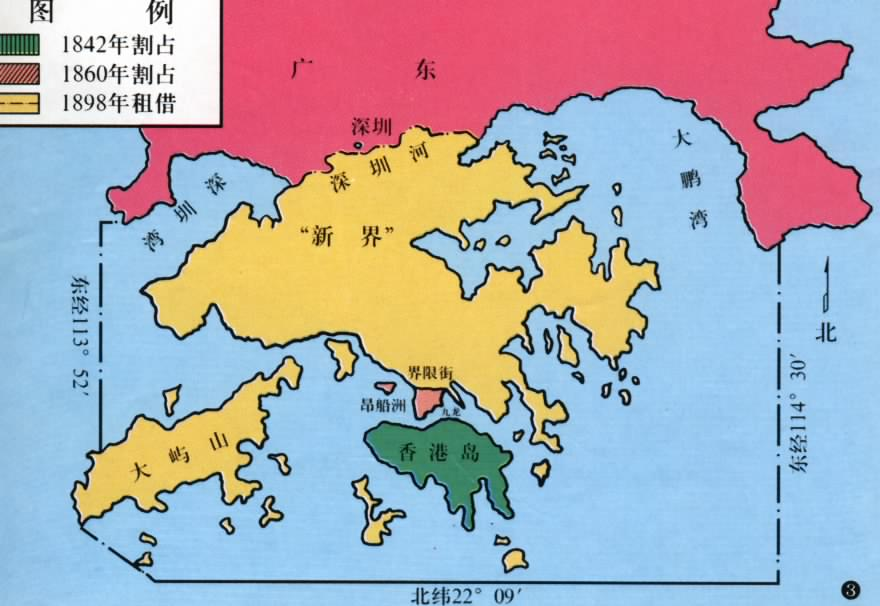 图 例
1842年割占
1860年割占
1898年租借
广 东
深圳
深圳河
深圳湾
大鹏湾
“新 界”
东经113° 52′
北
界限街
昂船洲
九龙
香港岛
大屿山
东经114° 30′
北纬22° 09′
3